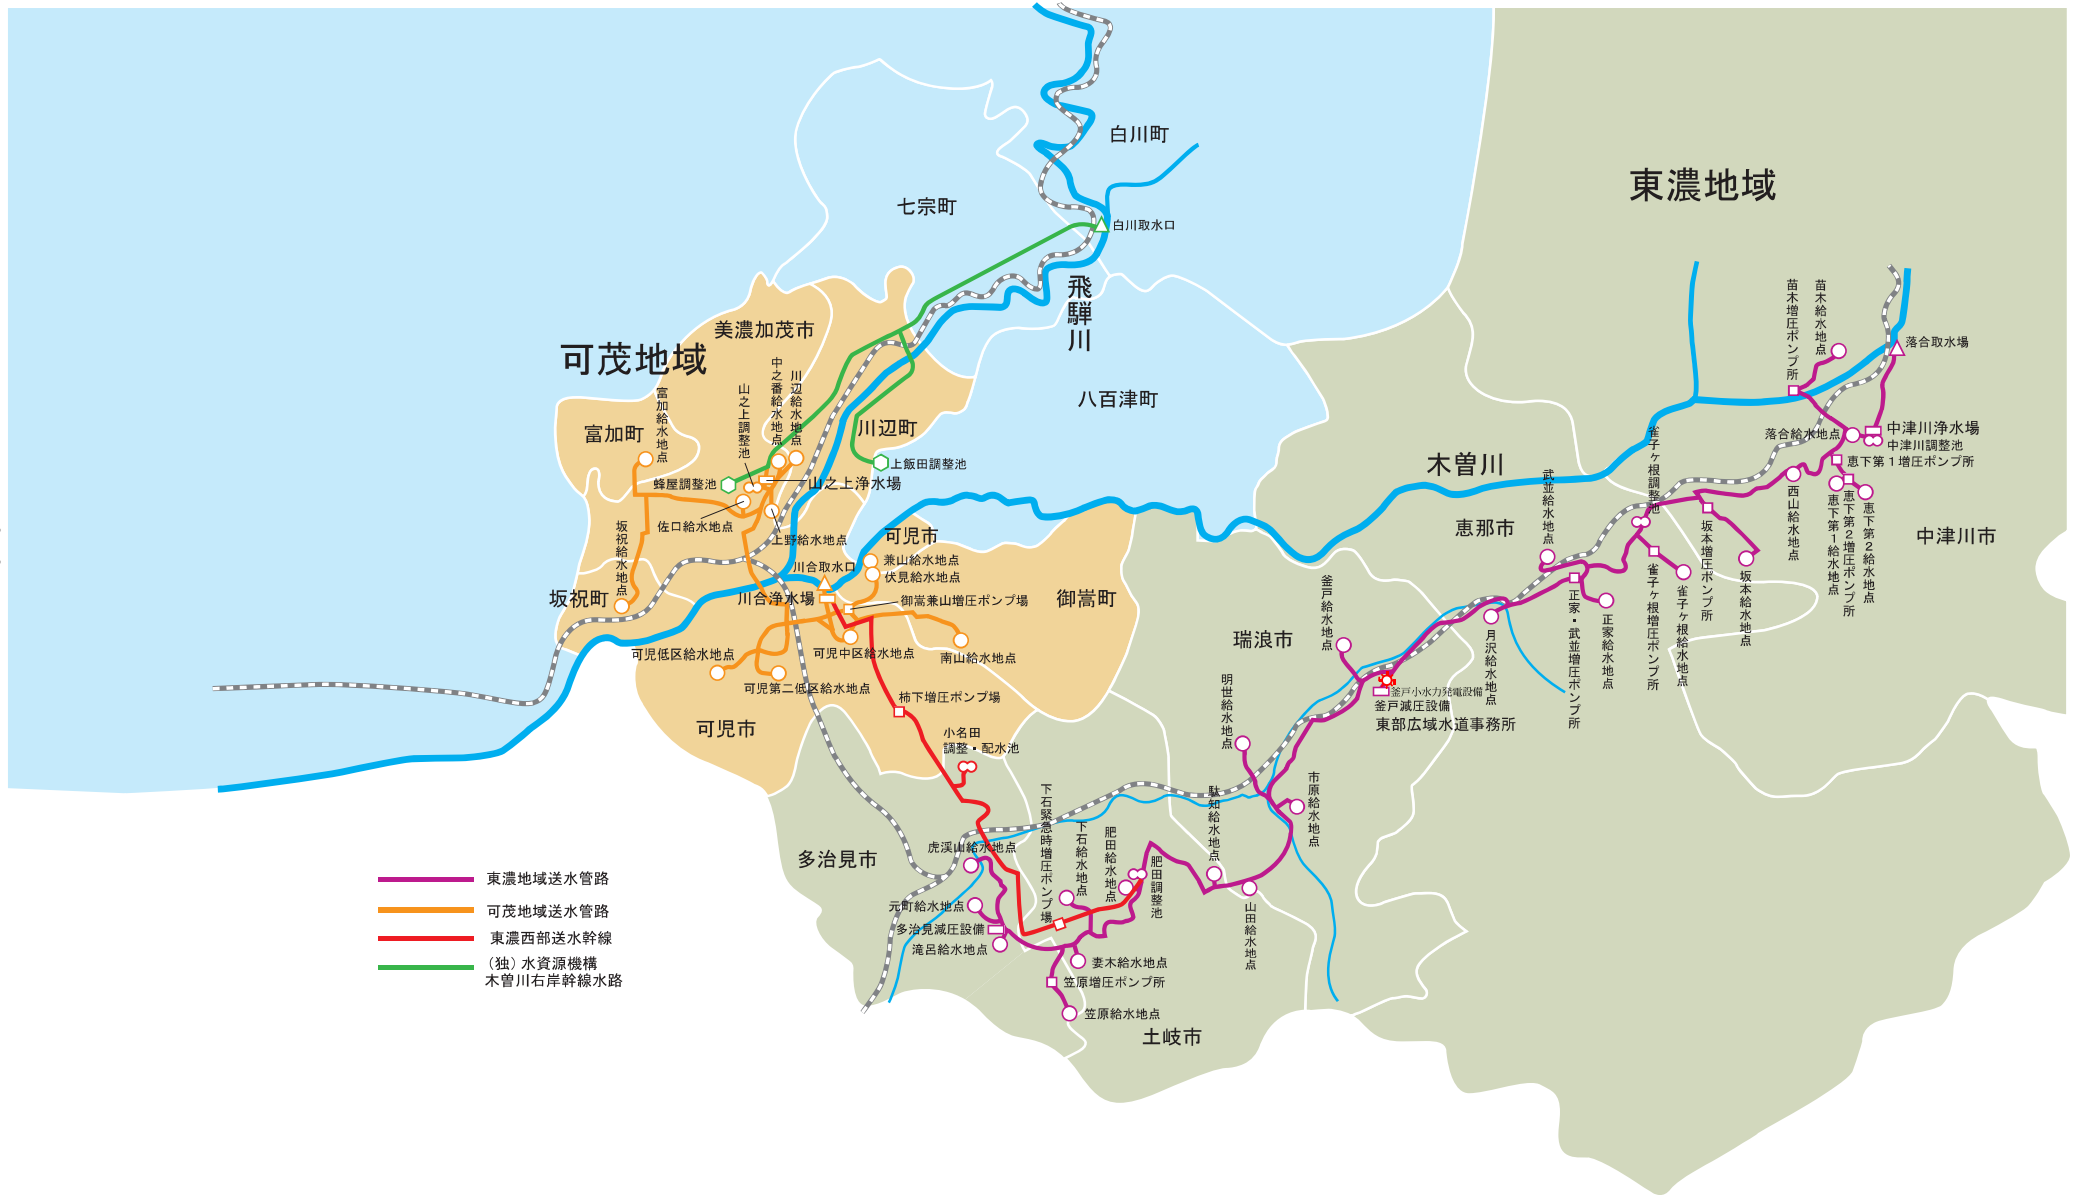 白川町
東濃地域
七宗町
白川取水口
飛騨川
苗木増圧ポンプ所
苗木給水地点
落合取水場
美濃加茂市
可茂地域
中之番給水地点
川辺給水地点
山之上調整池
富加給水地点
富加町
八百津町
川辺町
上飯田調整池
蜂屋調整池
山之上浄水場
佐口給水地点
上野給水地点
坂祝給水地点
坂祝町
木曽川
恵那市
武並給水地点
雀子ヶ根調整池
落合給水地点
中津川浄水場
中津川調整池
恵下第1増圧ポンプ所
西山給水地点
恵下第1給水地点
恵下第2増圧ポンプ所
恵下第2給水地点
中津川市
坂本増圧ポンプ所
坂本給水地点
雀子ヶ根増圧ポンプ所
雀子ヶ根給水地点
正家・武並増圧ポンプ所
正家給水地点
月沢給水地点
可児市
兼山給水地点
伏見給水地点
川合取水口
川合浄水場
御嵩兼山増圧ポンプ場
御嵩町
可児低区給水地点
可児中区給水地点
南山給水地点
可児第二低区給水地点
柿下増圧ポンプ場
可児市
小名田
調整・配水池
瑞浪市
釜戸給水地点
明世給水地点
釜戸小水力発電設備
釜戸減圧設備
東部広域水道事務所
市原給水地点
駄知給水地点
山田給水地点
下石緊急時増圧ポンプ場
下石給水地点
肥田給水地点
肥田調整池
多治見市
虎渓山給水地点
元町給水地点
多治見減圧設備
滝呂給水地点
妻木給水地点
笠原増圧ポンプ所
笠原給水地点
土岐市
東濃地域送水管路
可茂地域送水管路
東濃西部送水幹線
（独）水資源機構
木曽川右岸幹線水路